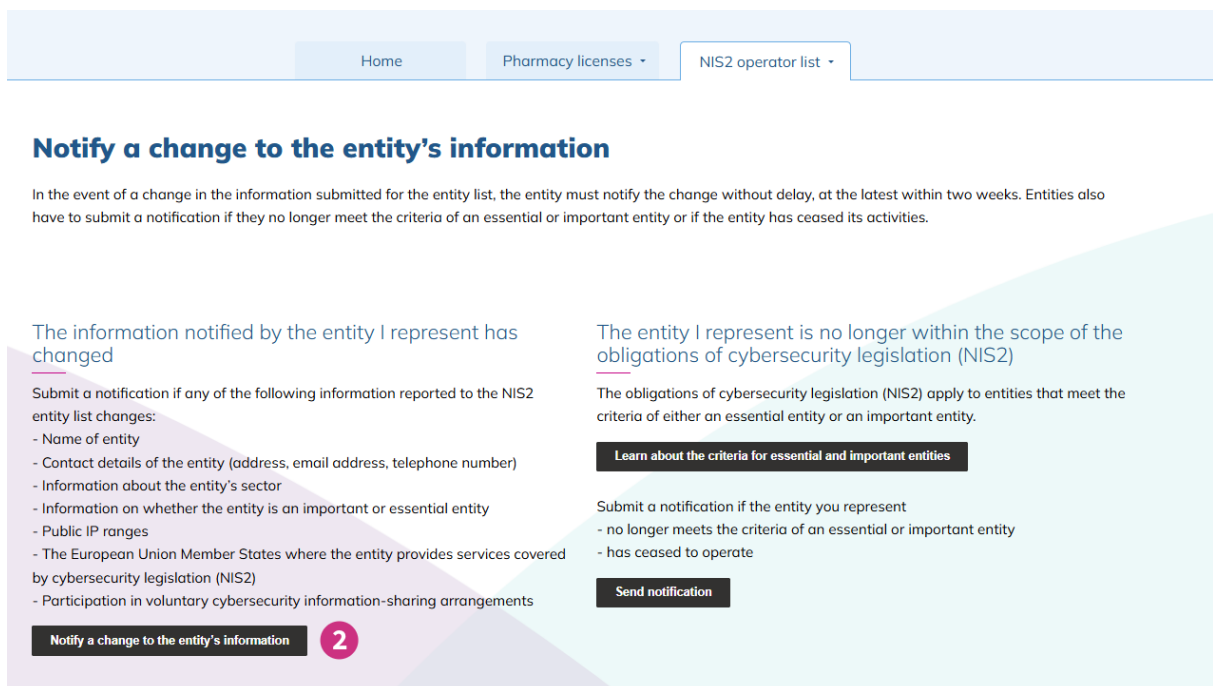 Home
Pharmacy licenses
NIS2 operator list
Notify a change to the entity’s information
In the event of a change in the information submitted for the entity list, the entity must notify the change without delay, at the latest within two weeks. Entities also
have to submit a notification if they no longer meet the criteria of an essential or important entity or if the entity has ceased its activities.
The information notified by the entity I represent has
changed
Submit a notification if any of the following information reported to the NIS2
entity list changes:
- Name of entity
- Contact details of the entity (address, email address, telephone number)
- Information about the entity’s sector
- Information on whether the entity is an important or essential entity
- Public IP ranges
- The European Union Member States where the entity provides services covered
by cybersecurity legislation (NIS2)
- Participation in voluntary cybersecurity information-sharing arrangements
Notify a change to the entity’s information
2
The entity I represent is no longer within the scope of the
obligations of cybersecurity legislation (NIS2)
The obligations of cybersecurity legislation (NIS2) apply to entities that meet the
criteria of either an essential entity or an important entity.
Learn about the criteria for essential and important entities
Submit a notification if the entity you represent
- no longer meets the criteria of an essential or important entity
- has ceased to operate
Send notification